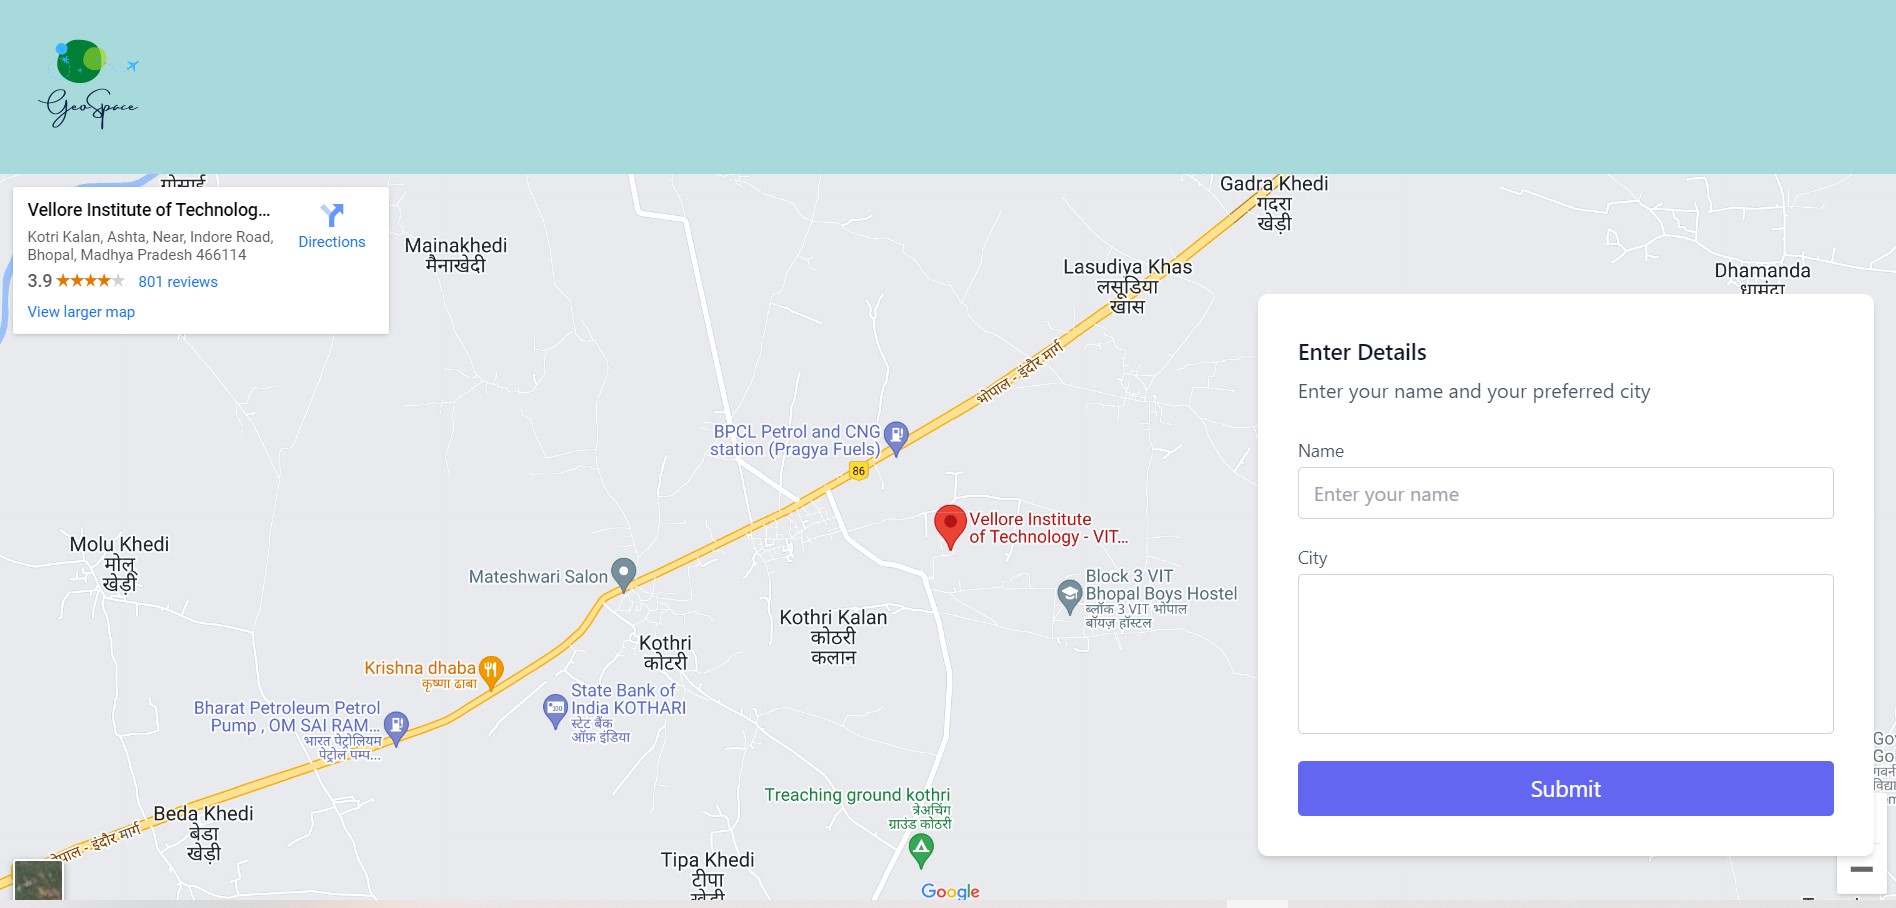 GeoSpace
गोसाई
Vellore Institute of Technolog...
Kotri Kalan, Ashta, Near, Indore Road,
Bhopal, Madhya Pradesh 466114
3.9
801 reviews
View larger map
Directions
Mainakhedi
मैनाखेदी
Gadra Khedi
गदरा
खेड़ी
Lasudiya Khas
लसूडिया
खास
Dhamanda
धामंदा
भोपाल - इंदौर मार्ग
BPCL Petrol and CNG
station (Pragya Fuels)
86
Vellore Institute
of Technology - VIT...
Molu Khedi
मोलू
खेड़ी
Mateshwari Salon
Block 3 VIT
Bhopal Boys Hostel
ब्लॉक 3 VIT भोपाल
बॉयज़ हॉस्टल
Kothri Kalan
कोठरी
कलान
Kothri
कोटरी
Krishna dhaba
कृष्णा ढाबा
State Bank of
India KOTHARI
स्टेट बैंक
ऑफ़ इंडिया
Bharat Petroleum Petrol
Pump , OM SAI RAM...
भारत पेट्रोलियम
पेट्रोल पम्प...
Treaching ground kothri
त्रेअचिंग
ग्राउंड कोठरी
Beda Khedi
बेडा
खेड़ी
भोपाल - इंदौर मार्ग
Tipa Khedi
टीपा
खेड़ी
Google
Enter Details
Enter your name and your preferred city
Name
Enter your name
City
Submit